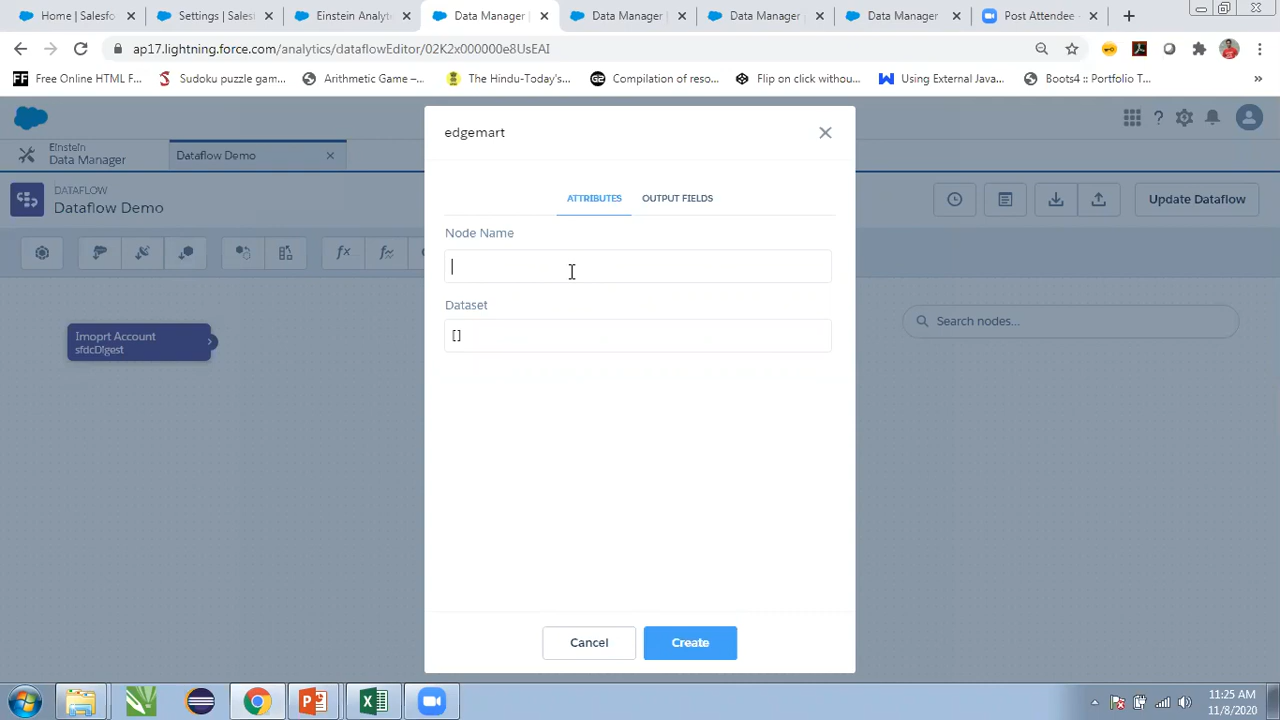 Home | Salesfo
Settings | Sales
Einstein Analyt
Data Manager |
Data Manager |
Data Manager |
Data Manager
Post Attendee -
ap17.lightning.force.com/analytics/dataflowEditor/02K2x000000e8UsEAI
Free Online HTML F...
Sudoku puzzle gam...
Arithmetic Game –...
The Hindu-Today's...
Compilation of reso...
Flip on click withou...
Using External Java...
Boots4 :: Portfolio T...
Einstein
Data Manager
Dataflow Demo
DATAFLOW
Dataflow Demo
Update Dataflow
Imoprt Account
sfdcDigest
Search nodes...
edgemart
ATTRIBUTES
OUTPUT FIELDS
Node Name
Dataset
[]
Cancel
Create
11:25 AM
11/8/2020